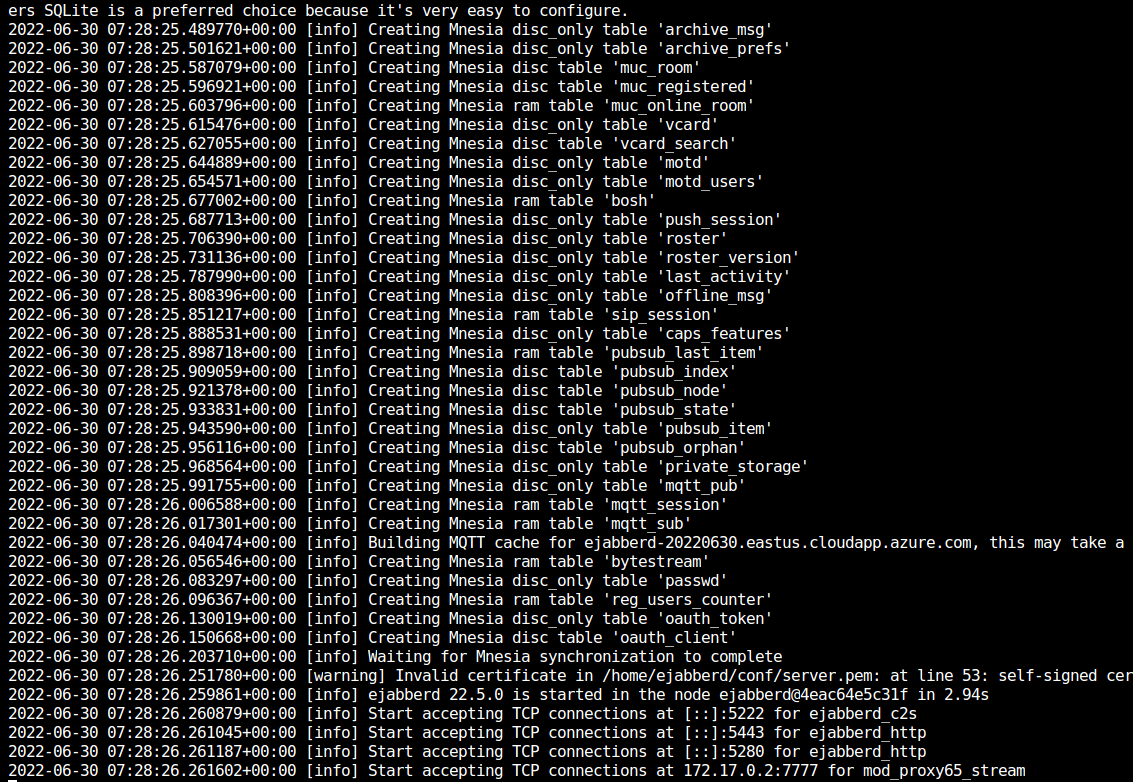 ers SQLite is a preferred choice because it's very easy to configure.
2022-06-30 07:28:25.489770+00:00 [info] Creating Mnesia disc_only table 'archive_msg'
2022-06-30 07:28:25.501621+00:00 [info] Creating Mnesia disc_only table 'archive_prefs'
2022-06-30 07:28:25.587079+00:00 [info] Creating Mnesia disc table 'muc_room'
2022-06-30 07:28:25.596921+00:00 [info] Creating Mnesia disc table 'muc_registered'
2022-06-30 07:28:25.603796+00:00 [info] Creating Mnesia ram table 'muc_online_room'
2022-06-30 07:28:25.615476+00:00 [info] Creating Mnesia disc_only table 'vcard'
2022-06-30 07:28:25.627055+00:00 [info] Creating Mnesia disc table 'vcard_search'
2022-06-30 07:28:25.644889+00:00 [info] Creating Mnesia disc_only table 'motd'
2022-06-30 07:28:25.654571+00:00 [info] Creating Mnesia disc_only table 'motd_users'
2022-06-30 07:28:25.677002+00:00 [info] Creating Mnesia ram table 'bosh'
2022-06-30 07:28:25.687713+00:00 [info] Creating Mnesia disc_only table 'push_session'
2022-06-30 07:28:25.706390+00:00 [info] Creating Mnesia disc_only table 'roster'
2022-06-30 07:28:25.731136+00:00 [info] Creating Mnesia disc_only table 'roster_version'
2022-06-30 07:28:25.787990+00:00 [info] Creating Mnesia disc_only table 'last_activity'
2022-06-30 07:28:25.808396+00:00 [info] Creating Mnesia disc_only table 'offline_msg'
2022-06-30 07:28:25.851217+00:00 [info] Creating Mnesia ram table 'sip_session'
2022-06-30 07:28:25.888531+00:00 [info] Creating Mnesia disc_only table 'caps_features'
2022-06-30 07:28:25.898718+00:00 [info] Creating Mnesia ram table 'pubsub_last_item'
2022-06-30 07:28:25.909059+00:00 [info] Creating Mnesia disc table 'pubsub_index'
2022-06-30 07:28:25.921378+00:00 [info] Creating Mnesia disc table 'pubsub_node'
2022-06-30 07:28:25.933831+00:00 [info] Creating Mnesia disc table 'pubsub_state'
2022-06-30 07:28:25.943590+00:00 [info] Creating Mnesia disc_only table 'pubsub_item'
2022-06-30 07:28:25.956116+00:00 [info] Creating Mnesia disc table 'pubsub_orphan'
2022-06-30 07:28:25.968564+00:00 [info] Creating Mnesia disc_only table 'private_storage'
2022-06-30 07:28:25.991755+00:00 [info] Creating Mnesia disc_only table 'mqtt_pub'
2022-06-30 07:28:26.006588+00:00 [info] Creating Mnesia ram table 'mqtt_session'
2022-06-30 07:28:26.017301+00:00 [info] Creating Mnesia ram table 'mqtt_sub'
2022-06-30 07:28:26.040474+00:00 [info] Building MQTT cache for ejabberd-20220630.eastus.cloudapp.azure.com, this may take a
2022-06-30 07:28:26.056546+00:00 [info] Creating Mnesia ram table 'bytestream'
2022-06-30 07:28:26.083297+00:00 [info] Creating Mnesia disc_only table 'passwd'
2022-06-30 07:28:26.096367+00:00 [info] Creating Mnesia ram table 'reg_users_counter'
2022-06-30 07:28:26.130019+00:00 [info] Creating Mnesia disc_only table 'oauth_token'
2022-06-30 07:28:26.150668+00:00 [info] Creating Mnesia disc table 'oauth_client'
2022-06-30 07:28:26.203710+00:00 [info] Waiting for Mnesia synchronization to complete
2022-06-30 07:28:26.251780+00:00 [warning] Invalid certificate in /home/ejabberd/conf/server.pem: at line 53: self-signed cer
2022-06-30 07:28:26.259861+00:00 [info] ejabberd 22.5.0 is started in the node ejabberd@4eac64e5c31f in 2.94s
2022-06-30 07:28:26.260879+00:00 [info] Start accepting TCP connections at [::]:5222 for ejabberd_c2s
2022-06-30 07:28:26.261045+00:00 [info] Start accepting TCP connections at [::]:5443 for ejabberd_http
2022-06-30 07:28:26.261187+00:00 [info] Start accepting TCP connections at [::]:5280 for ejabberd_http
2022-06-30 07:28:26.261602+00:00 [info] Start accepting TCP connections at 172.17.0.2:7777 for mod_proxy65_stream